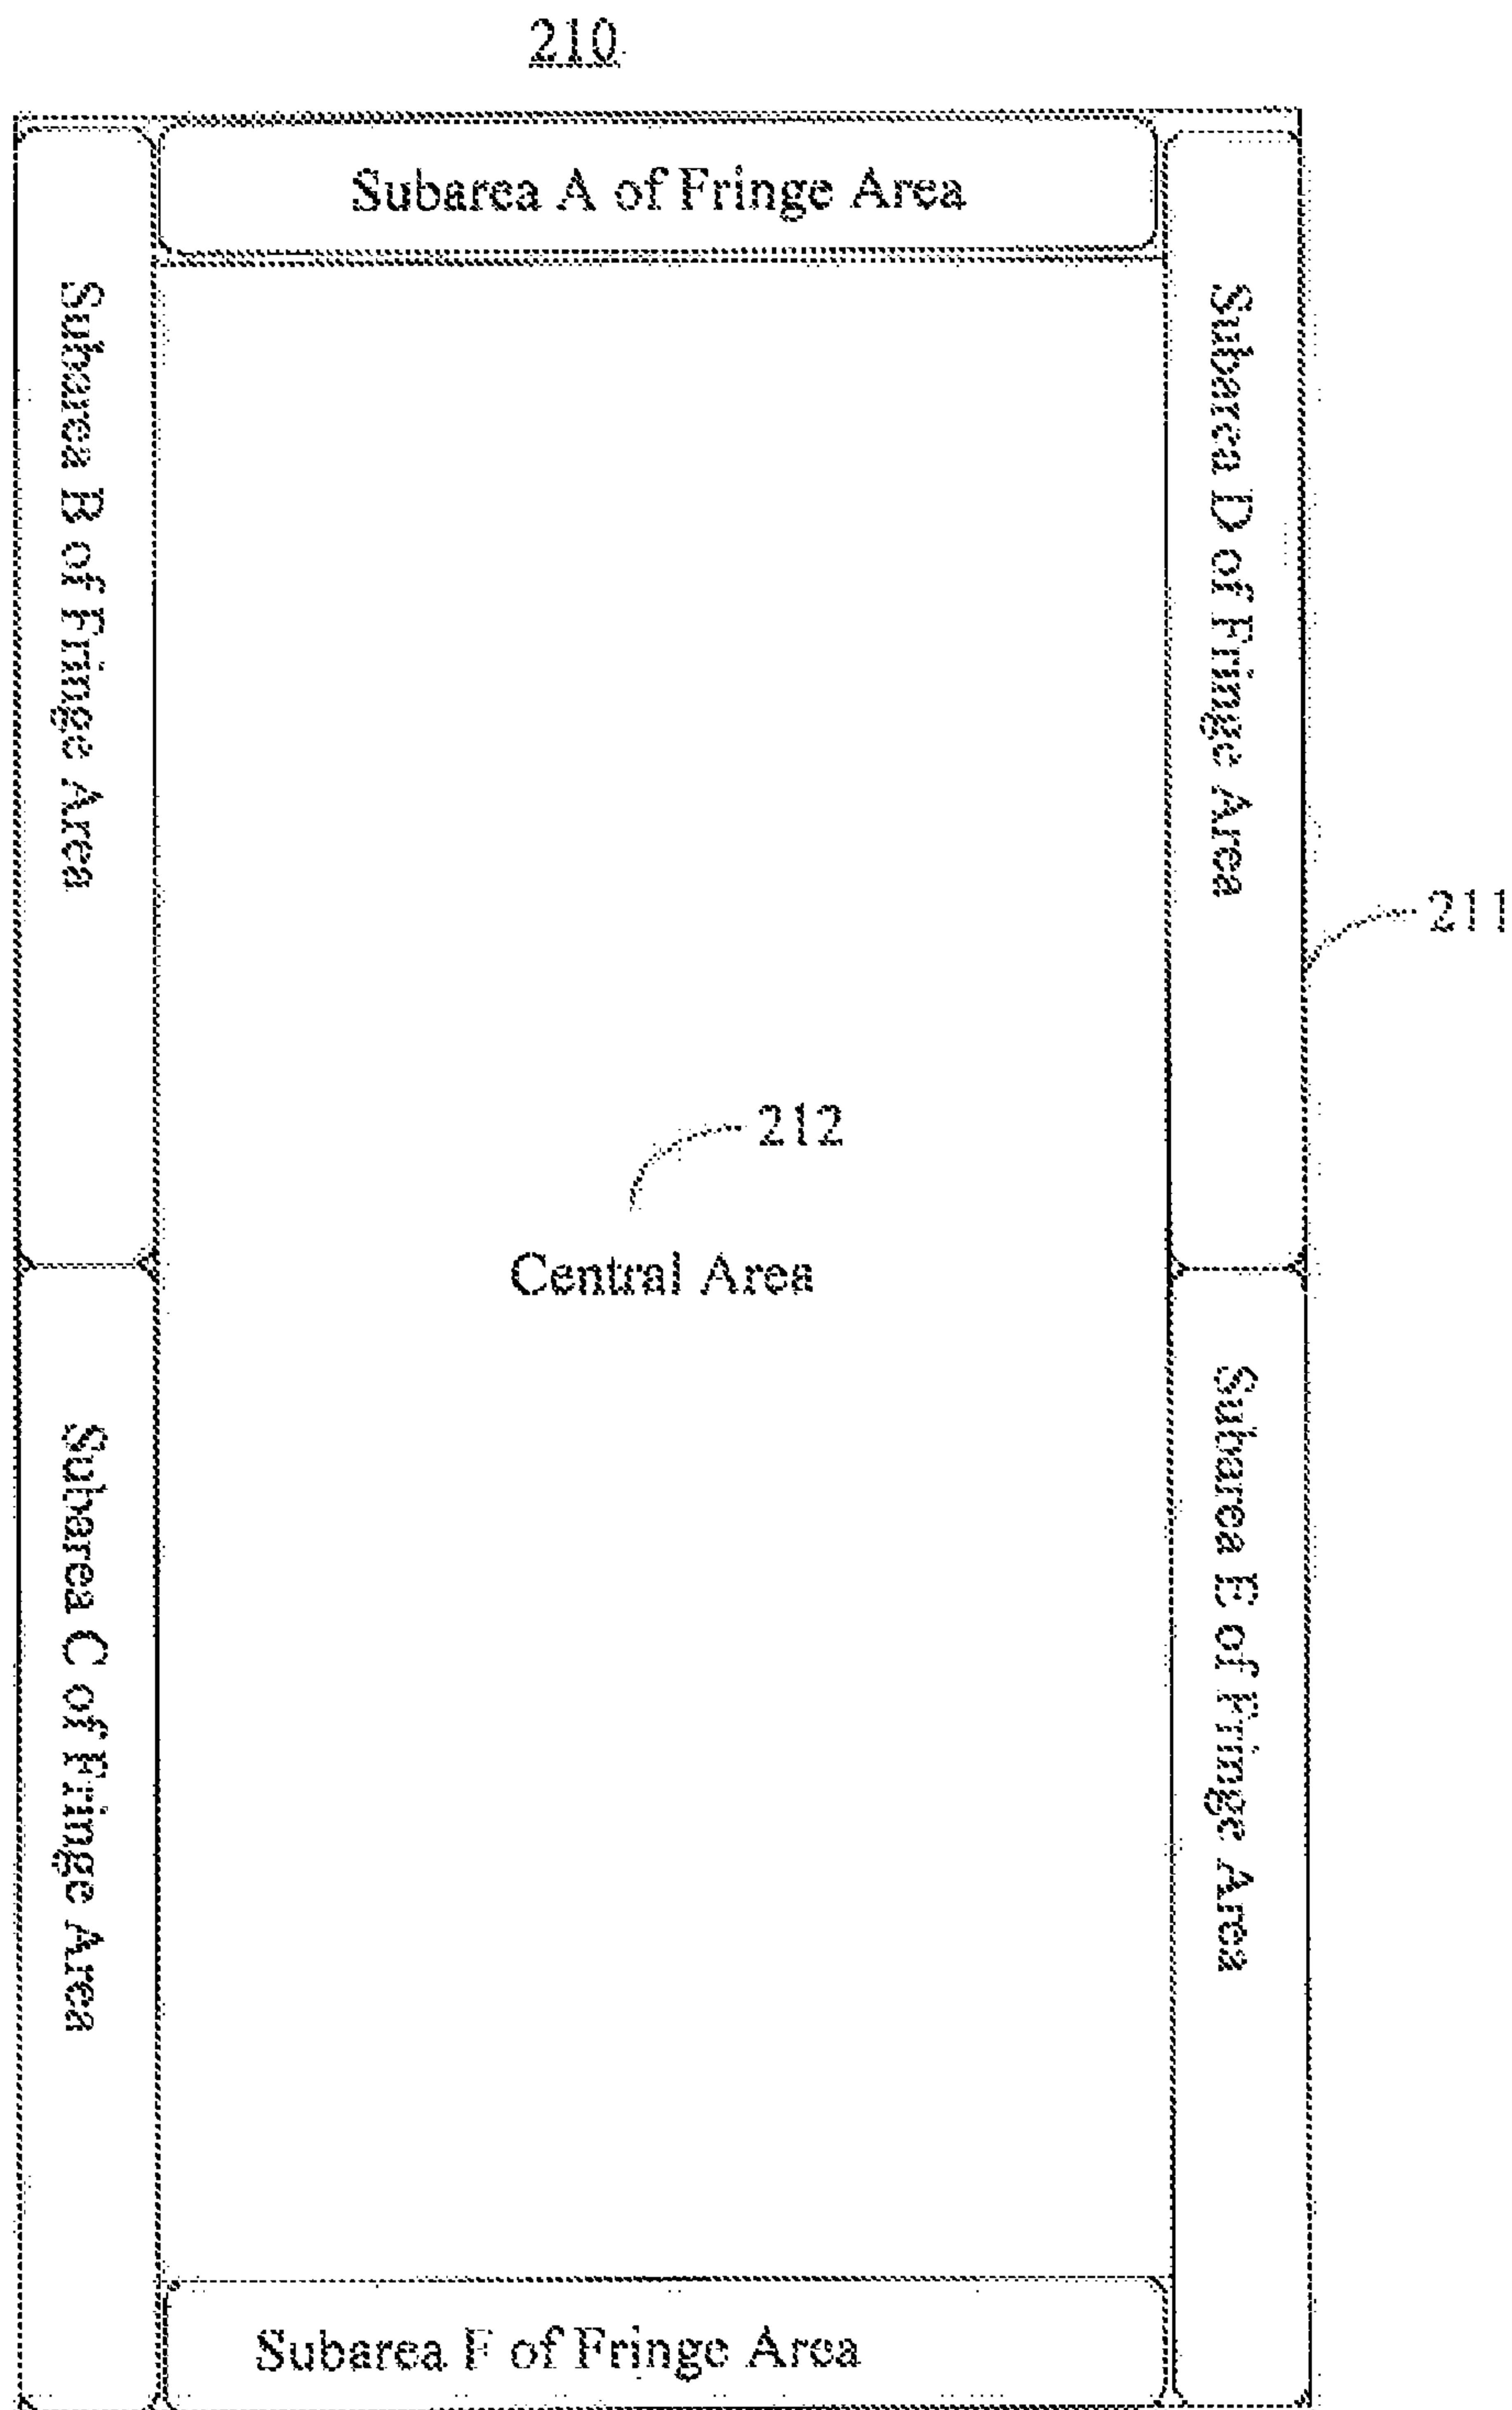 210
Subarea A of Fringe Area
Subarea B of Fringe Area
Subarea D of Fringe Area
211
212
Central Area
Subarea C of Fringe Area
Subarea E of Fringe Area
Subarea F of Fringe Area